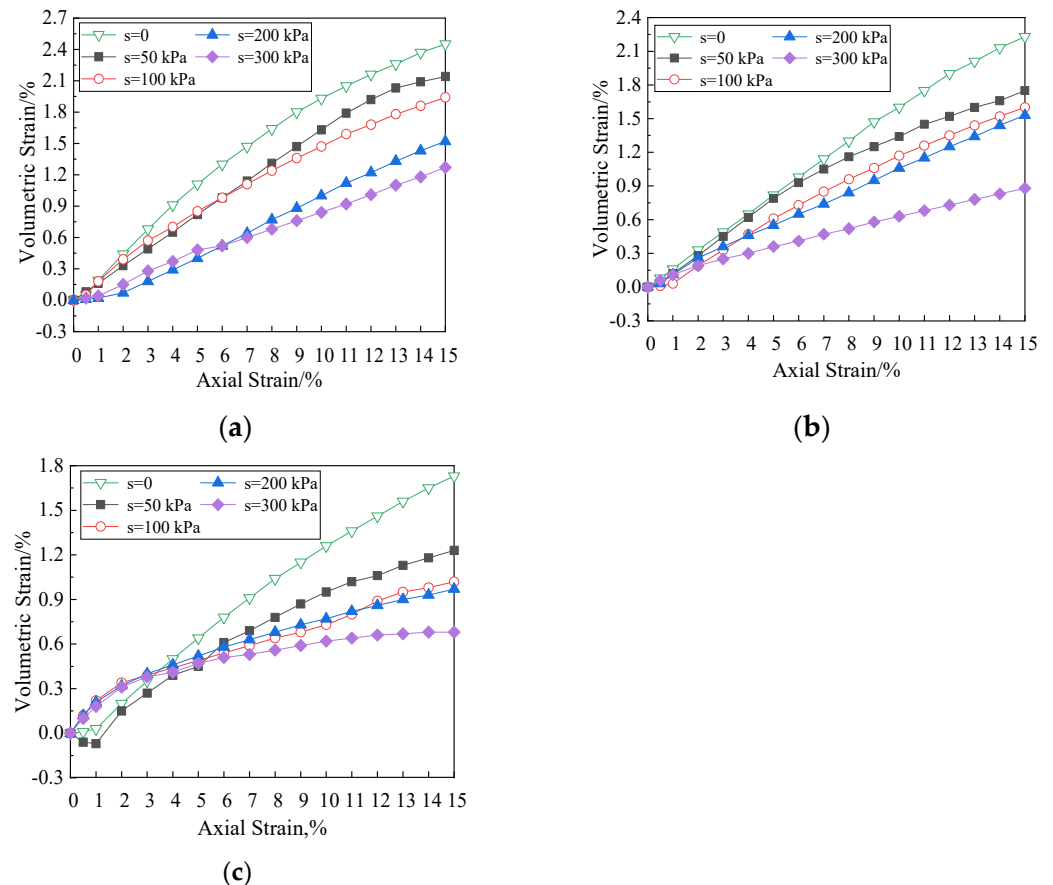 2.7
2.4
2.1
1.8
1.5
1.2
0.9
0.6
0.3
0.0
-0.3
Volumetric Strain/%
s=0 s=200 kPa
s=50 kPa s=300 kPa
s=100 kPa
0 1 2 3 4 5 6 7 8 9 10 11 12 13 14 15
Axial Strain/%
(a)
2.4
2.1
1.8
1.5
1.2
0.9
0.6
0.3
0.0
-0.3
Volumetric Strain/%
s=0 s=200 kPa
s=50 kPa s=300 kPa
s=100 kPa
0 1 2 3 4 5 6 7 8 9 10 11 12 13 14 15
Axial Strain/%
(b)
1.8
1.5
1.2
0.9
0.6
0.3
0.0
-0.3
Volumetric Strain/%
s=0 s=200 kPa
s=50 kPa s=300 kPa
s=100 kPa
0 1 2 3 4 5 6 7 8 9 10 11 12 13 14 15
Axial Strain,%
(c)